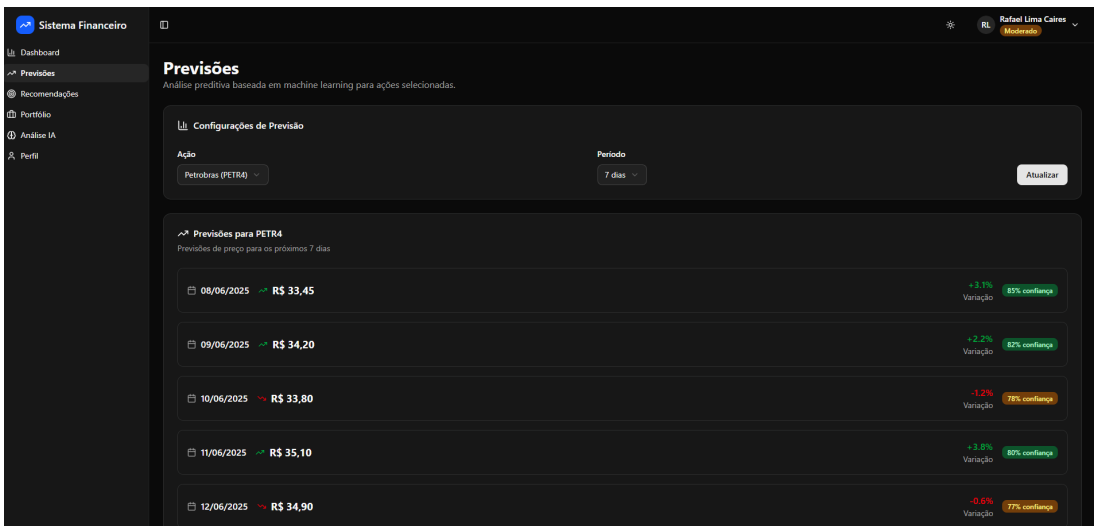 Sistema Financeiro
RL
Rafael Lima Caires
Moderado
Dashboard
Previsões
Recomendações
Portfólio
Análise IA
Perfil
Previsões
Análise preditiva baseada em machine learning para ações selecionadas.
Configurações de Previsão
Ação
Período
Petrobras (PETR4)
7 dias
Atualizar
Previsões para PETR4
Previsões de preço para os próximos 7 dias
08/06/2025 R$ 33,45
+3.1%
Variação
85% confiança
09/06/2025 R$ 34,20
+2.2%
Variação
82% confiança
10/06/2025 R$ 33,80
-1.2%
Variação
78% confiança
11/06/2025 R$ 35,10
+3.8%
Variação
80% confiança
12/06/2025 R$ 34,90
-0.6%
Variação
77% confiança